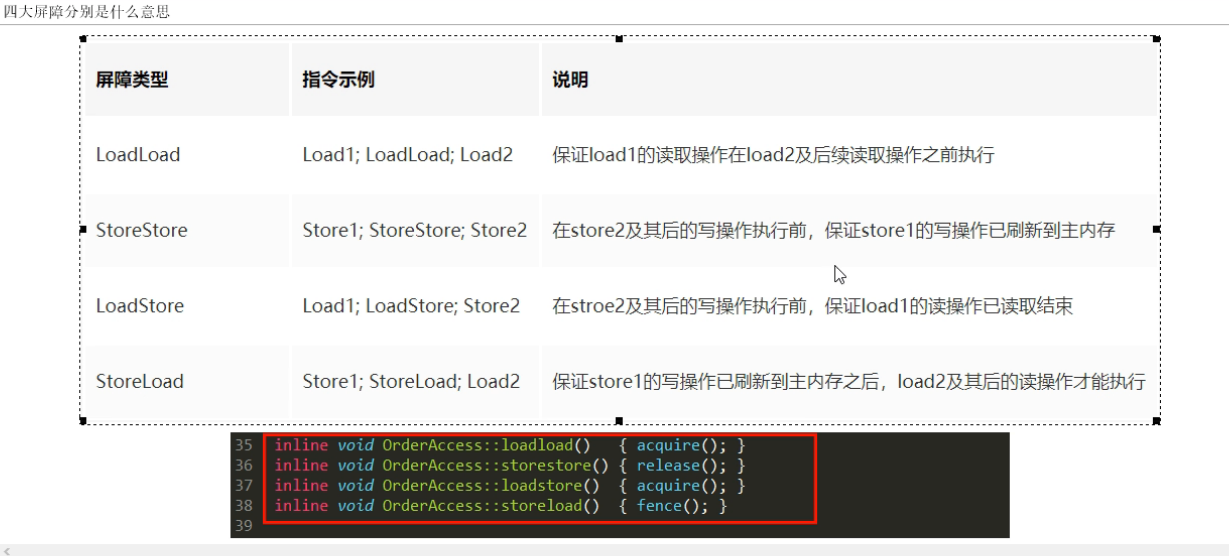 四大屏障分别是什么意思
屏障类型 指令示例 说明
LoadLoad Load1; LoadLoad; Load2 保证load1的读取操作在load2及后续读取操作之前执行
StoreStore Store1; StoreStore; Store2 在store2及其后的写操作执行前，保证store1的写操作已刷新到主内存
LoadStore Load1; LoadStore; Store2 在stroe2及其后的写操作执行前，保证load1的读操作已读取结束
StoreLoad Store1; StoreLoad; Load2 保证store1的写操作已刷新到主内存之后，load2及其后的读操作才能执行
35 inline void OrderAccess::loadload() { acquire(); }
36 inline void OrderAccess::storestore() { release(); }
37 inline void OrderAccess::loadstore() { acquire(); }
38 inline void OrderAccess::storeload() { fence(); }
39